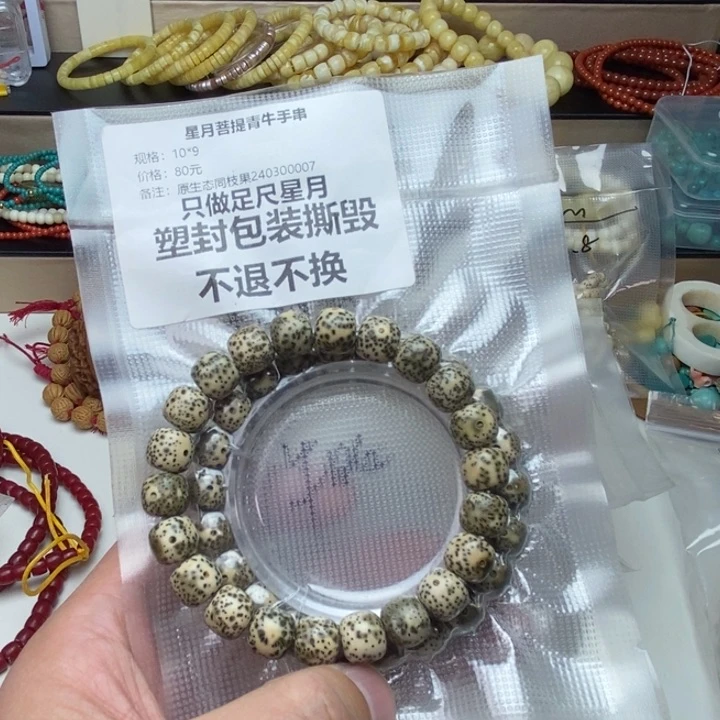 星月菩提青牛手串
规格：10*9
价格：80元
备注：原生态同枝果240300007
只做足尺星月
塑封包装撕毁
不退不换